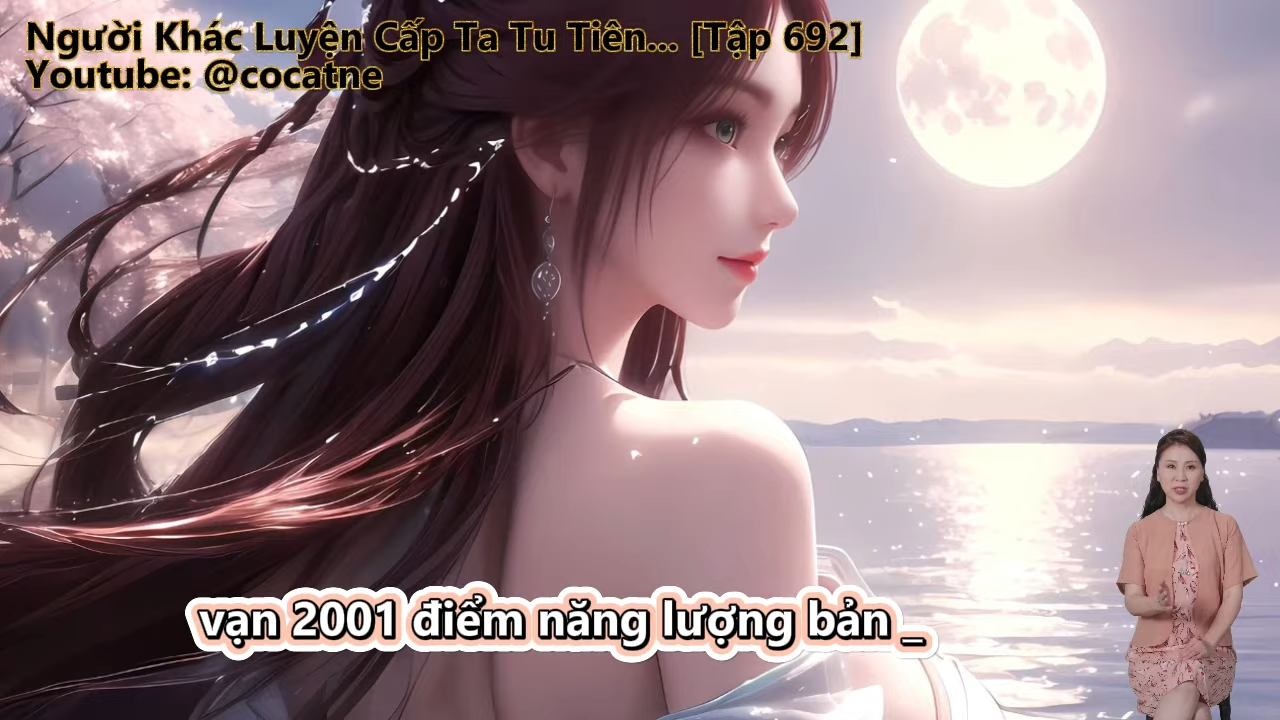 Người Khác Luyện Cấp Ta Tu Tiên... [Tập 692]
Youtube: @cocatne
vạn 2001 điểm năng lượng bản _